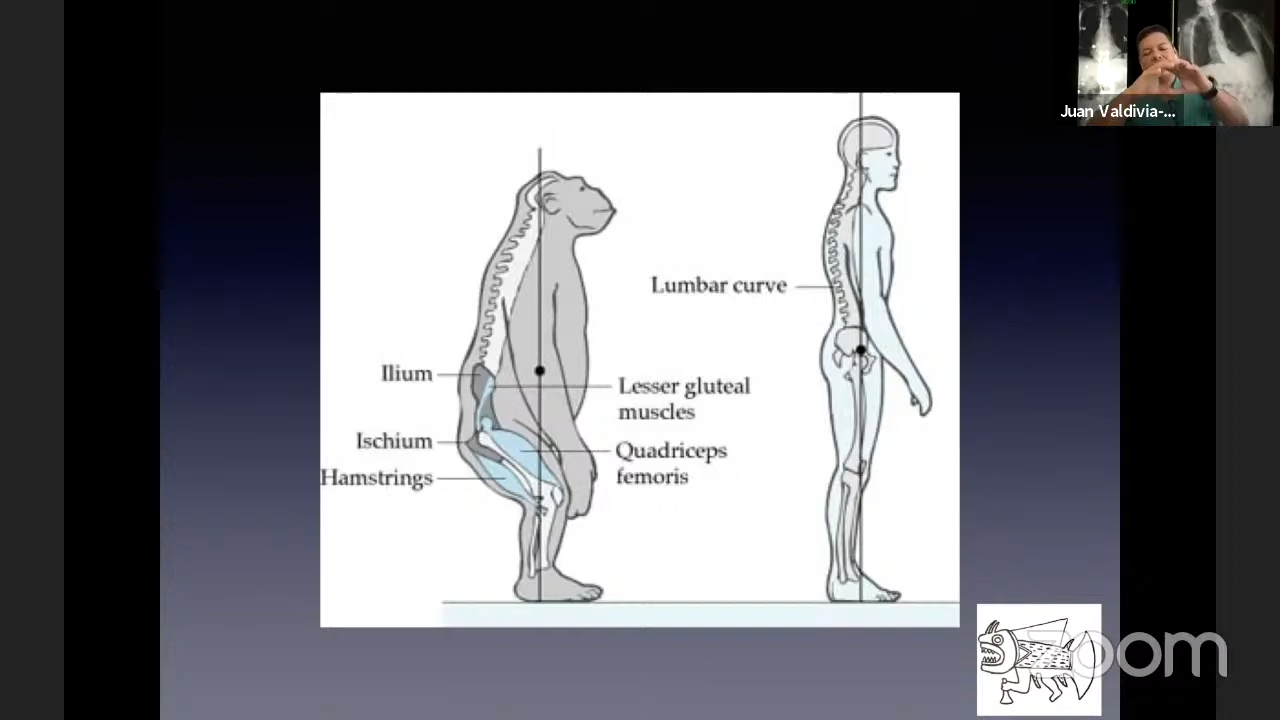 Juan Valdivia-...
Lumbar curve
Ilium
Lesser gluteal
muscles
Ischium
Quadriceps
femoris
Hamstrings
zoom